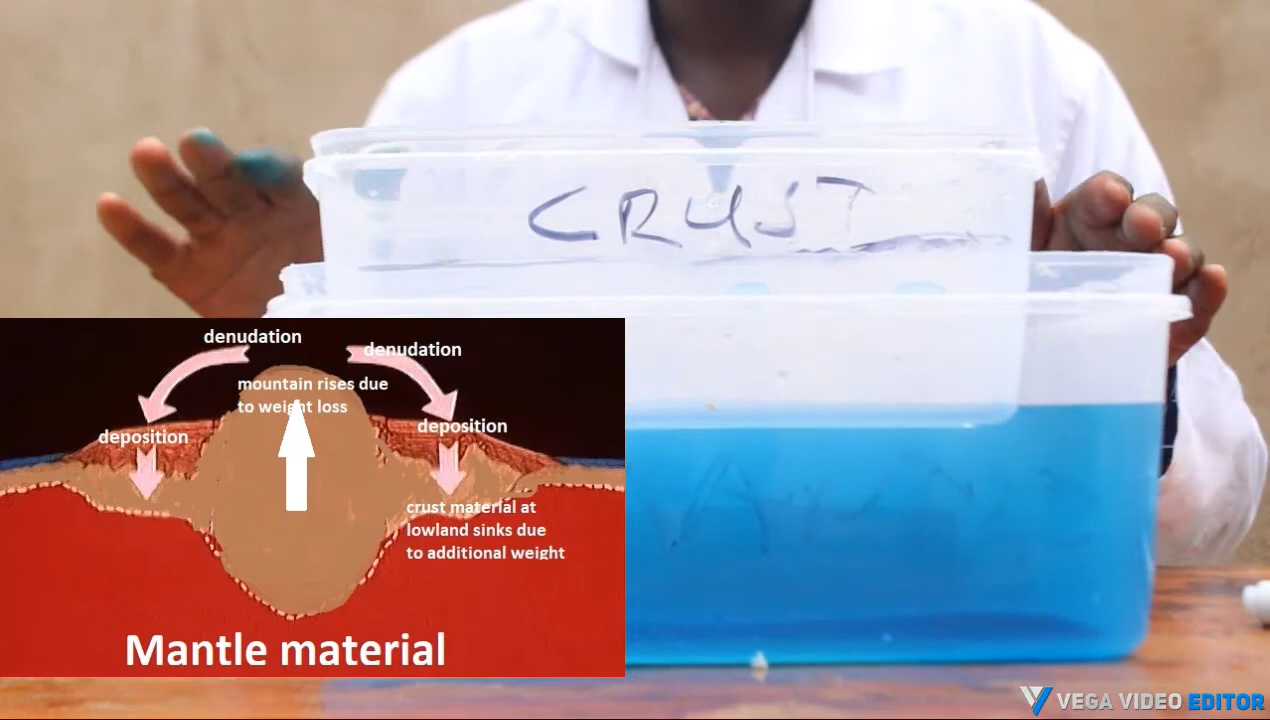 CRUST
denudation
denudation
mountain rises due
to weight loss
deposition
deposition
crust material at
lowland sinks due
to additional weight
Mantle material
VEGA VIDEO EDITOR